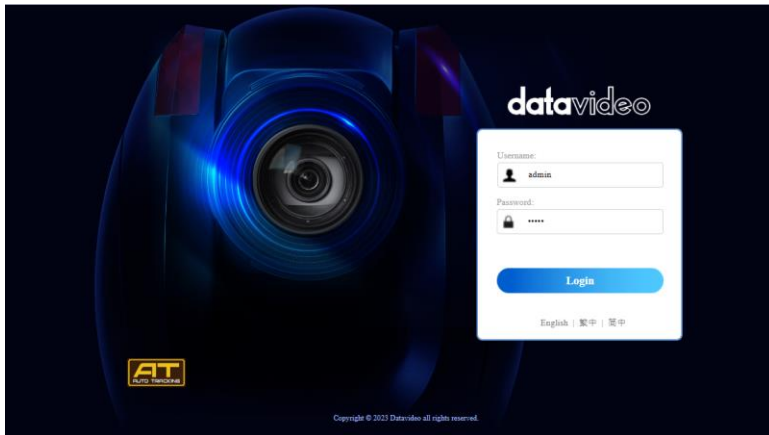 datavideo
Username:
admin
Password:
•••••
Login
English | 繁中 | 简中
AT
AUTO TRACKING
Copyright © 2023 Datavideo all rights reserved.